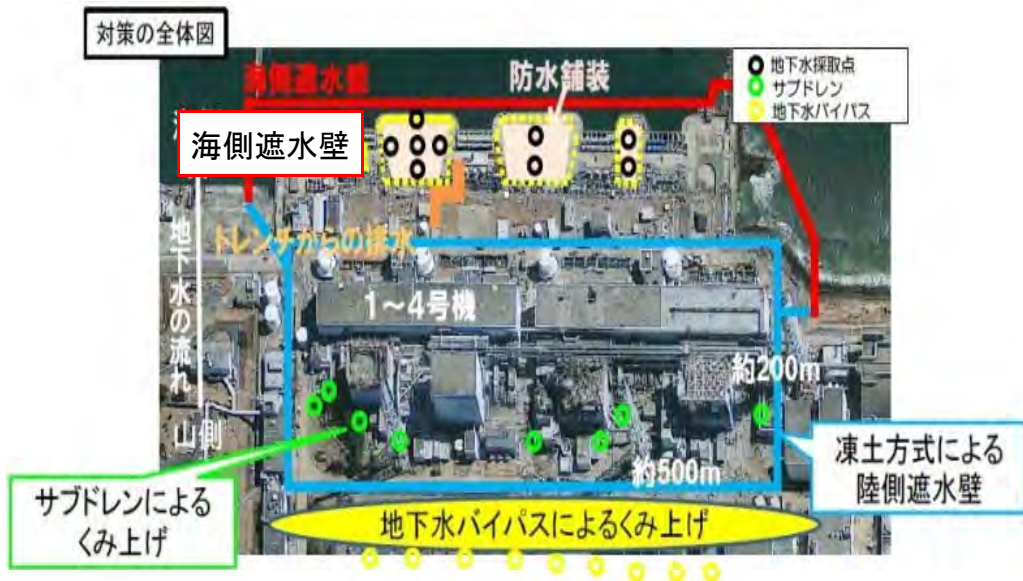 対策の全体図
海側遮水壁
防水舗装
地下水採取点
サブドレン
地下水バイパス
海側遮水壁
トレンチからの排水
地下水の流れ
1～4号機
約200m
山側
約500m
凍土方式による
陸側遮水壁
サブドレンによる
くみ上げ
地下水バイパスによるくみ上げ